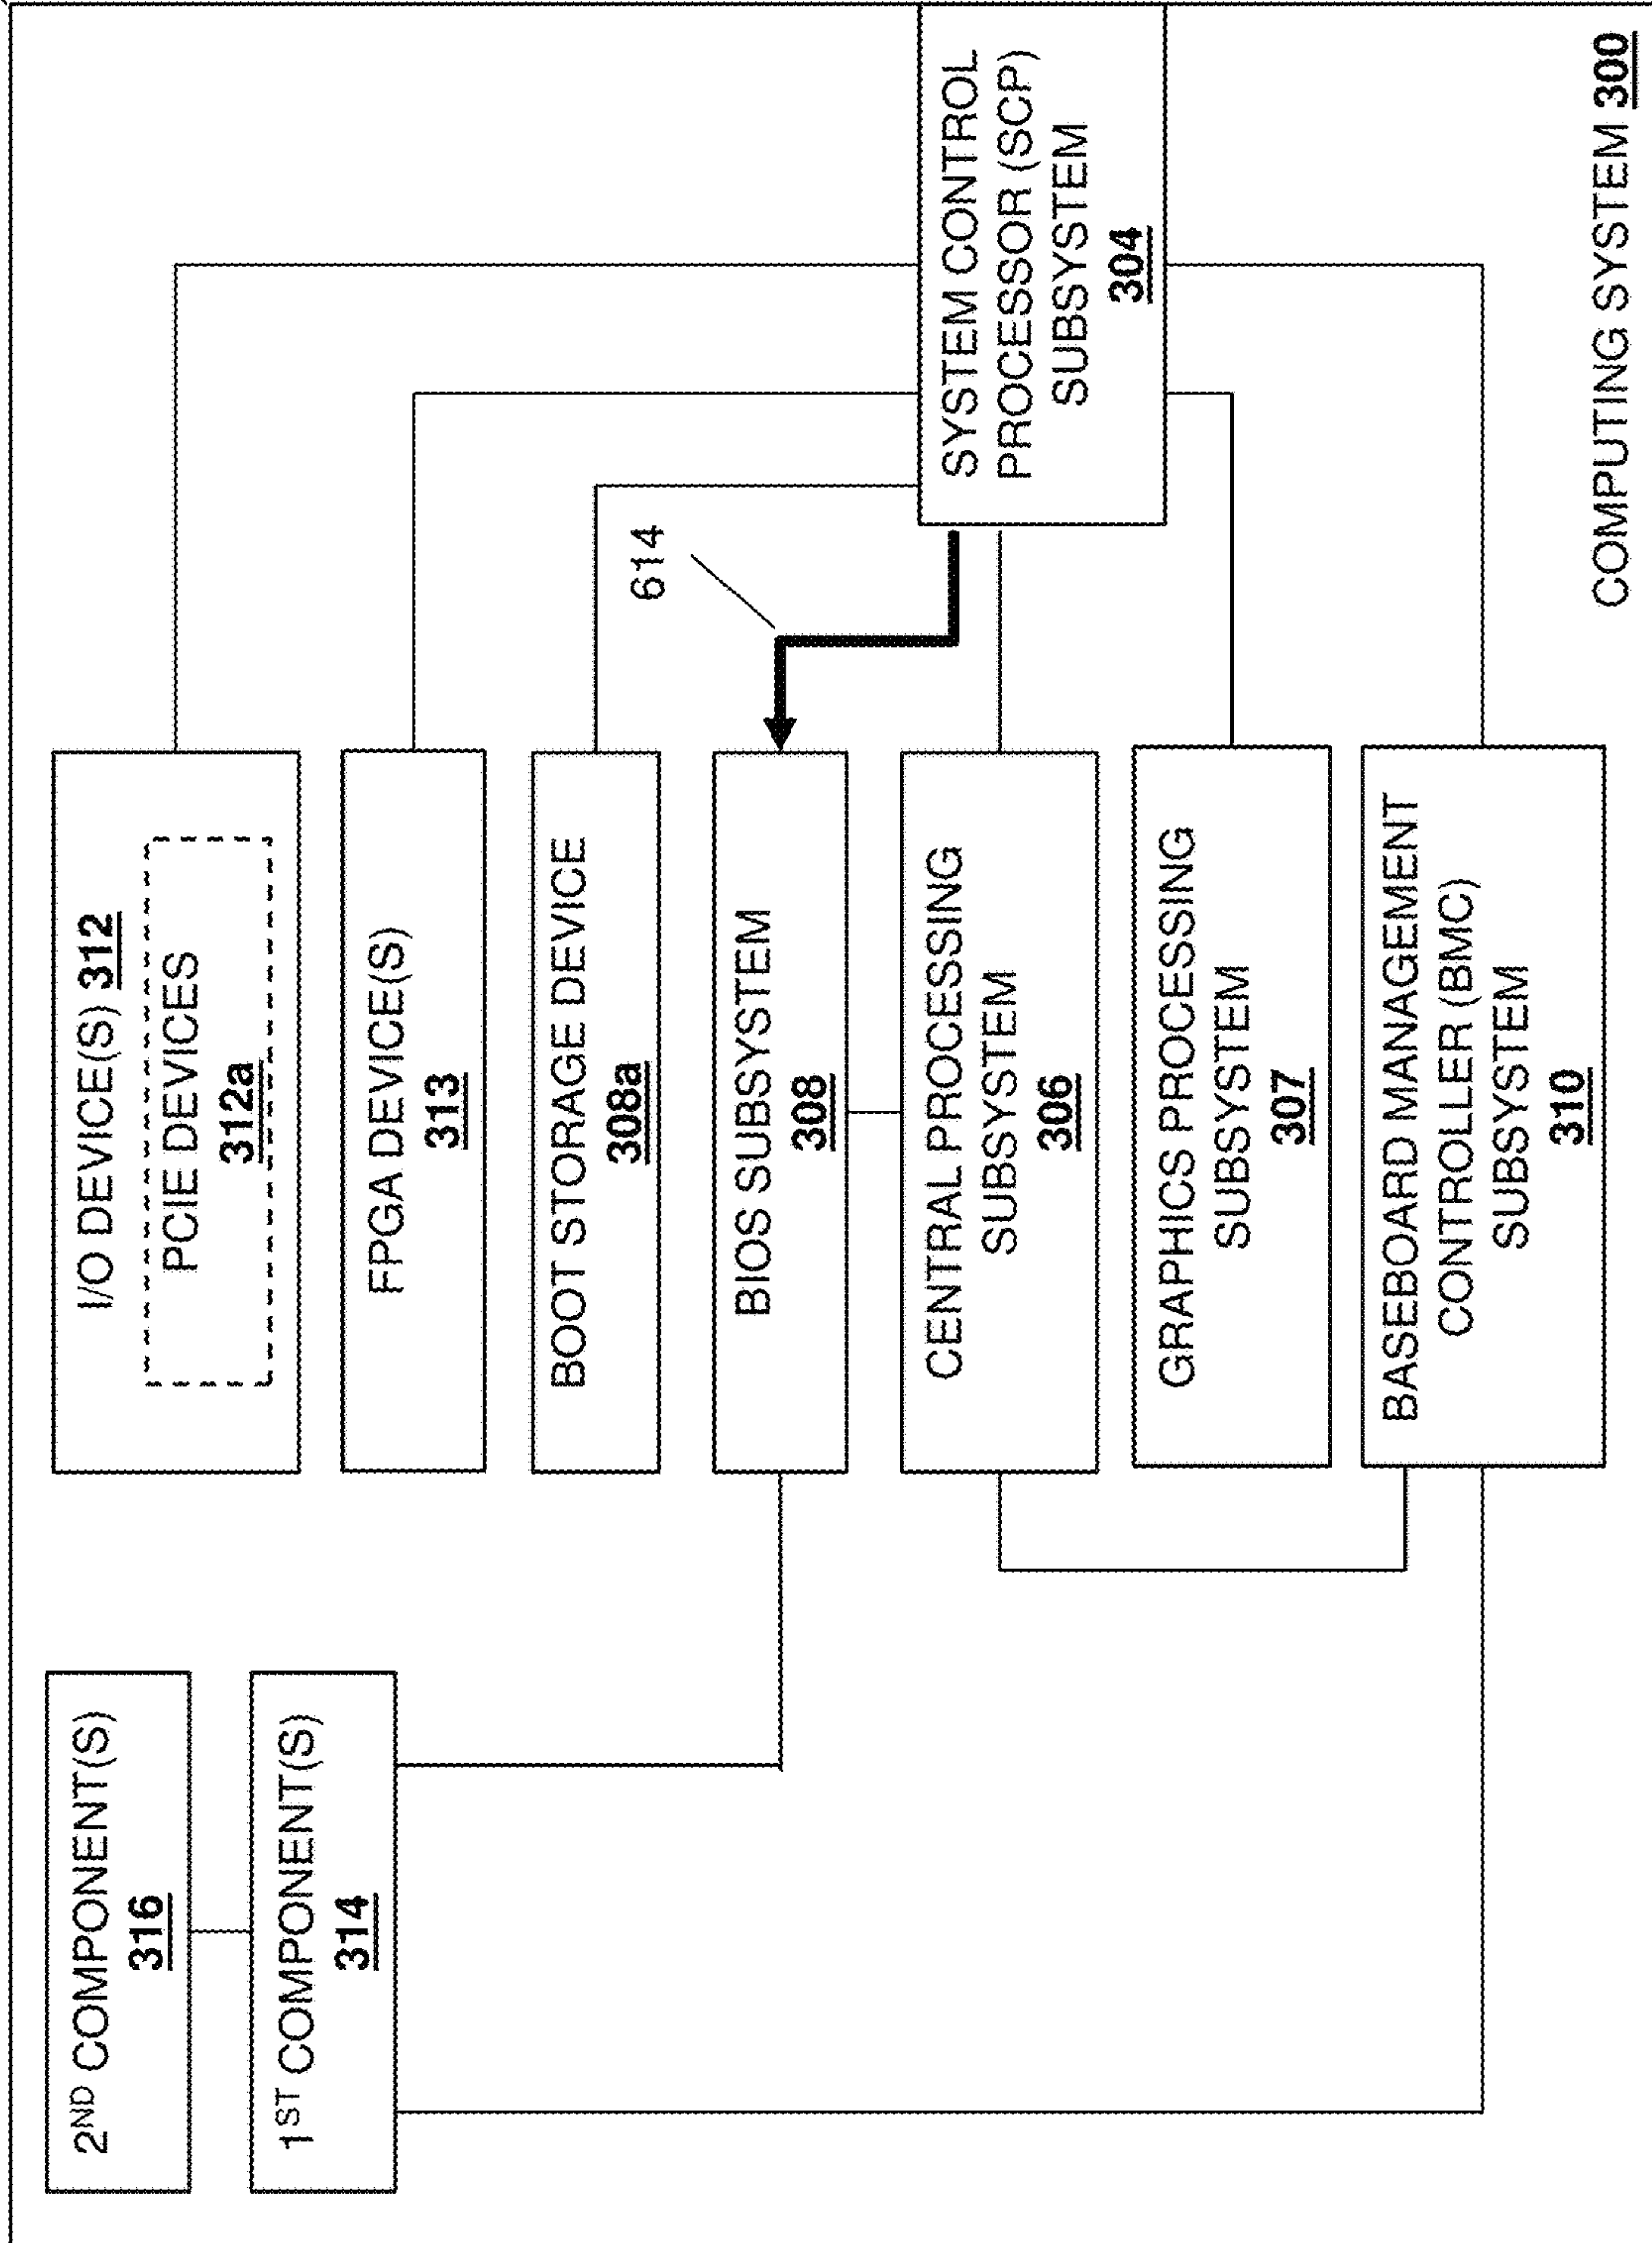 2ND COMPONENT(S)
316
1ST COMPONENT(S)
314
I/O DEVICE(S) 312
PCIE DEVICES
312a
FPGA DEVICE(S)
313
BOOT STORAGE DEVICE
308a
BIOS SUBSYSTEM
308
CENTRAL PROCESSING
SUBSYSTEM
306
GRAPHICS PROCESSING
SUBSYSTEM
307
BASEBOARD MANAGEMENT
CONTROLLER (BMC)
SUBSYSTEM
310
614
SYSTEM CONTROL
PROCESSOR (SCP)
SUBSYSTEM
304
COMPUTING SYSTEM 300